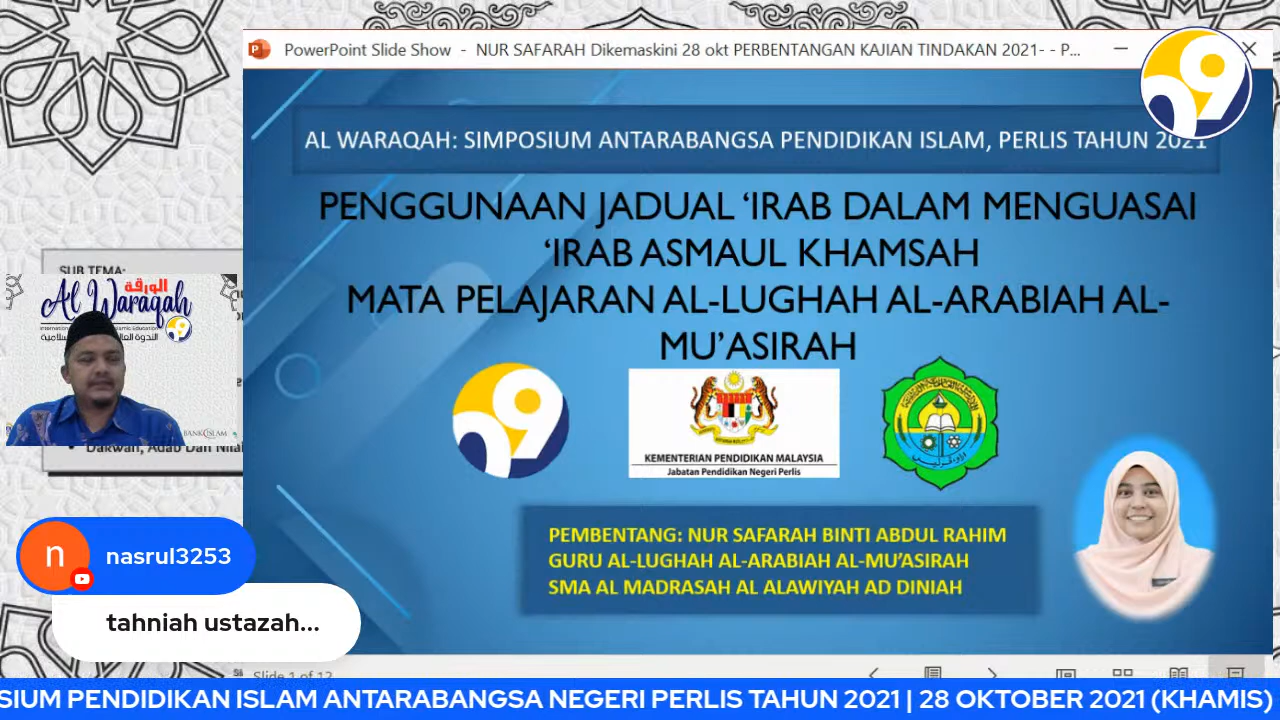 PowerPoint Slide Show - NUR SAFARAH Dikemaskini 28 okt PERBENTANGAN KAJIAN TINDAKAN 2021- - P...
AL WARAQAH: SIMPOSIUM ANTARABANGSA PENDIDIKAN ISLAM, PERLIS TAHUN 2021
PENGGUNAAN JADUAL ‘IRAB DALAM MENGUASAI
‘IRAB ASMAUL KHAMSAH
MATA PELAJARAN AL-LUGHAH AL-ARABIAH AL-
MU’ASIRAH
KEMENTERIAN PENDIDIKAN MALAYSIA
Jabatan Pendidikan Negeri Perlis
PEMBENTANG: NUR SAFARAH BINTI ABDUL RAHIM
GURU AL-LUGHAH AL-ARABIAH AL-MU’ASIRAH
SMA AL MADRASAH AL ALAWIYAH AD DINIAH
SUB TEMA:
الورقة
Al Waraqah
BANK ISLAM
Dakwah, Adab Dan Nilai
nasrul3253
tahniah ustazah...
Slide 1 of 12
SIUM PENDIDIKAN ISLAM ANTARABANGSA NEGERI PERLIS TAHUN 2021 | 28 OKTOBER 2021 (KHAMIS)